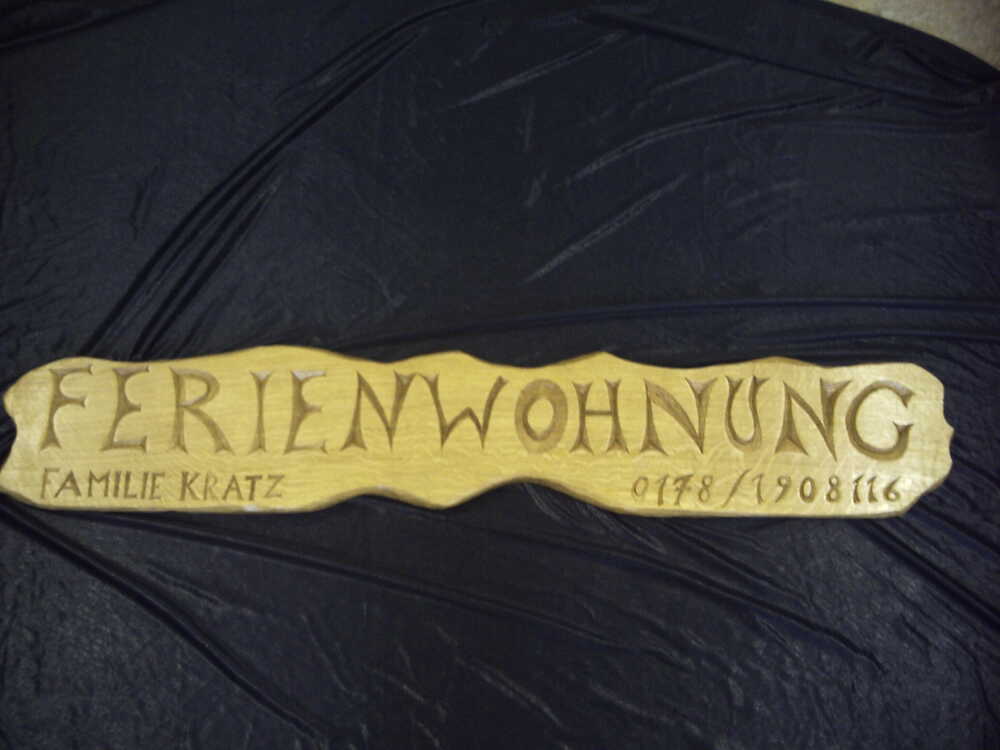 FERIENWOHNUNG
FAMILIE KRATZ 0178/1908116